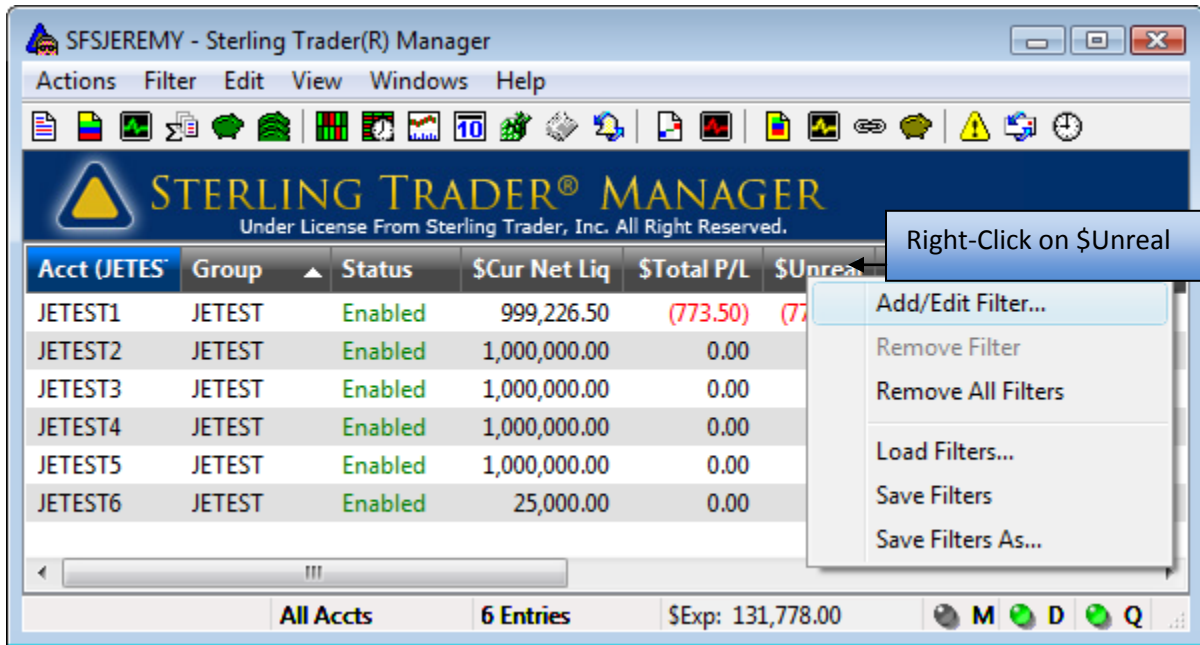 SFSJEREMY - Sterling Trader(R) Manager
Actions Filter Edit View Windows Help
10
STERLING TRADER® MANAGER
Under License From Sterling Trader, Inc. All Right Reserved.
Right-Click on $Unreal
Acct (JETES Group Status $Cur Net Liq $Total P/L $Unreal
JETEST1 JETEST Enabled 999,226.50 (773.50) (77
JETEST2 JETEST Enabled 1,000,000.00 0.00
JETEST3 JETEST Enabled 1,000,000.00 0.00
JETEST4 JETEST Enabled 1,000,000.00 0.00
JETEST5 JETEST Enabled 1,000,000.00 0.00
JETEST6 JETEST Enabled 25,000.00 0.00
Add/Edit Filter...
Remove Filter
Remove All Filters
Load Filters...
Save Filters
Save Filters As...
All Accts 6 Entries $Exp: 131,778.00 M D Q